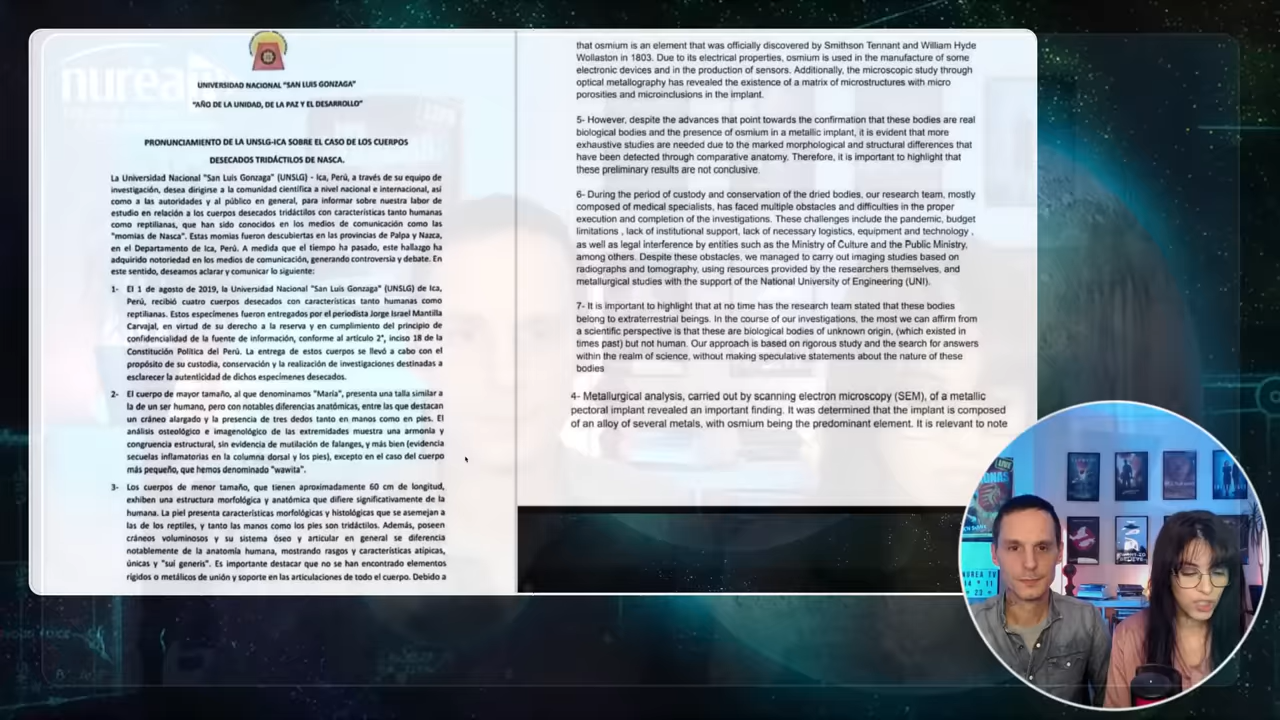 nuréa
UNIVERSIDAD NACIONAL "SAN LUIS GONZAGA"
"AÑO DE LA UNIDAD, DE LA PAZ Y EL DESARROLLO"
PRONUNCIAMIENTO DE LA UNSLG-ICA SOBRE EL CASO DE LOS CUERPOS
DESECADOS TRIDÁCTILOS DE NASCA.
La Universidad Nacional "San Luis Gonzaga" (UNSLG) - Ica, Perú, a través de su equipo de
investigación, desea dirigirse a la comunidad científica a nivel nacional e internacional, así
como a las autoridades y al público en general, para informar sobre nuestra labor de
estudio en relación a los cuerpos desecados tridáctilos con características tanto humanas
como reptilianas, que han sido conocidos en los medios de comunicación como las
"momias de Nasca". Estas momias fueron descubiertas en las provincias de Palpa y Nazca,
en el Departamento de Ica, Perú. A medida que el tiempo ha pasado, este hallazgo ha
adquirido notoriedad en los medios de comunicación, generando controversia y debate. En
este sentido, deseamos aclarar y comunicar lo siguiente:
1- El 1 de agosto de 2019, la Universidad Nacional "San Luis Gonzaga" (UNSLG) de Ica,
Perú, recibió cuatro cuerpos desecados con características tanto humanas como
reptilianas. Estos especímenes fueron entregados por el periodista Jorge Israel Mantilla
Carvajal, en virtud de su derecho a la reserva y en cumplimiento del principio de
confidencialidad de la fuente de información, conforme al artículo 2°, inciso 18 de la
Constitución Política del Perú. La entrega de estos cuerpos se llevó a cabo con el
propósito de su custodia, conservación y la realización de investigaciones destinadas a
esclarecer la autenticidad de dichos especímenes desecados.
2- El cuerpo de mayor tamaño, al que denominamos "María", presenta una talla similar a
la de un ser humano, pero con notables diferencias anatómicas, entre las que destacan
un cráneo alargado y la presencia de tres dedos tanto en manos como en pies. El
análisis osteológico e imagenológico de las extremidades muestra una armonía y
congruencia estructural, sin evidencia de mutilación de falanges, y más bien (evidencia
secuelas inflamatorias en la columna dorsal y los pies), excepto en el caso del cuerpo
más pequeño, que hemos denominado "wawita".
3- Los cuerpos de menor tamaño, que tienen aproximadamente 60 cm de longitud,
exhiben una estructura morfológica y anatómica que difiere significativamente de la
humana. La piel presenta características morfológicas y histológicas que se asemejan a
las de los reptiles, y tanto las manos como los pies son tridáctilos. Además, poseen
cráneos voluminosos y su sistema óseo y articular en general se diferencia
notablemente de la anatomía humana, mostrando rasgos y características atípicas,
únicas y "sui generis". Es importante destacar que no se han encontrado elementos
rígidos o metálicos de unión y soporte en las articulaciones de todo el cuerpo. Debido a
that osmium is an element that was officially discovered by Smithson Tennant and William Hyde
Wollaston in 1803. Due to its electrical properties, osmium is used in the manufacture of some
electronic devices and in the production of sensors. Additionally, the microscopic study through
optical metallography has revealed the existence of a matrix of microstructures with micro
porosities and microinclusions in the implant.
5- However, despite the advances that point towards the confirmation that these bodies are real
biological bodies and the presence of osmium in a metallic implant, it is evident that more
exhaustive studies are needed due to the marked morphological and structural differences that
have been detected through comparative anatomy. Therefore, it is important to highlight that
these preliminary results are not conclusive.
6- During the period of custody and conservation of the dried bodies, our research team, mostly
composed of medical specialists, has faced multiple obstacles and difficulties in the proper
execution and completion of the investigations. These challenges include the pandemic, budget
limitations , lack of institutional support, lack of necessary logistics, equipment and technology ,
as well as legal interference by entities such as the Ministry of Culture and the Public Ministry,
among others. Despite these obstacles, we managed to carry out imaging studies based on
radiographs and tomography, using resources provided by the researchers themselves, and
metallurgical studies with the support of the National University of Engineering (UNI).
7- It is important to highlight that at no time has the research team stated that these bodies
belong to extraterrestrial beings. In the course of our investigations, the most we can affirm from
a scientific perspective is that these are biological bodies of unknown origin, (which existed in
times past) but not human. Our approach is based on rigorous study and the search for answers
within the realm of science, without making speculative statements about the nature of these
bodies
4- Metallurgical analysis, carried out by scanning electron microscopy (SEM), of a metallic
pectoral implant revealed an important finding. It was determined that the implant is composed
of an alloy of several metals, with osmium being the predominant element. It is relevant to note
NUREA TV
14 * 11
* 23 *